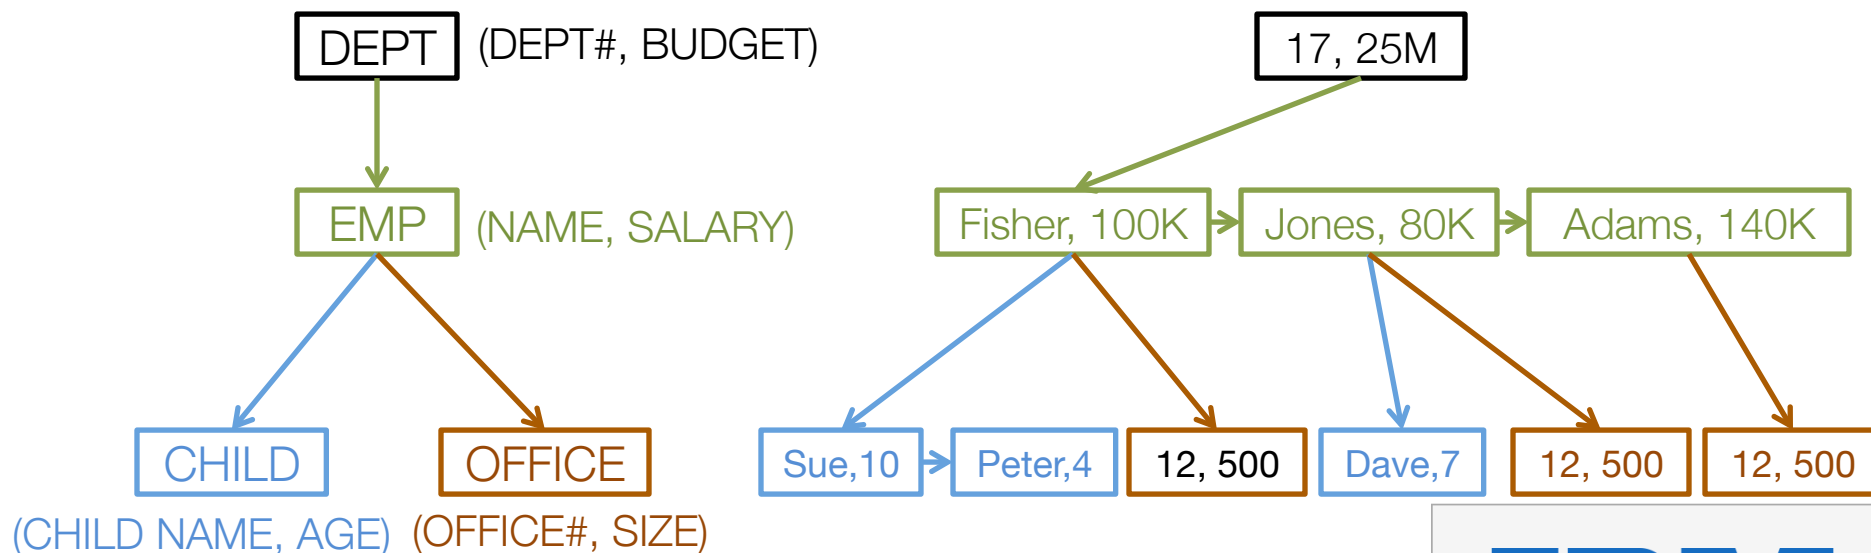 DEPT (DEPT#, BUDGET)
17, 25M
EMP (NAME, SALARY)
Fisher, 100K
Jones, 80K
Adams, 140K
CHILD
OFFICE
Sue,10
Peter,4
12, 500
Dave,7
12, 500
12, 500
(CHILD NAME, AGE) (OFFICE#, SIZE)